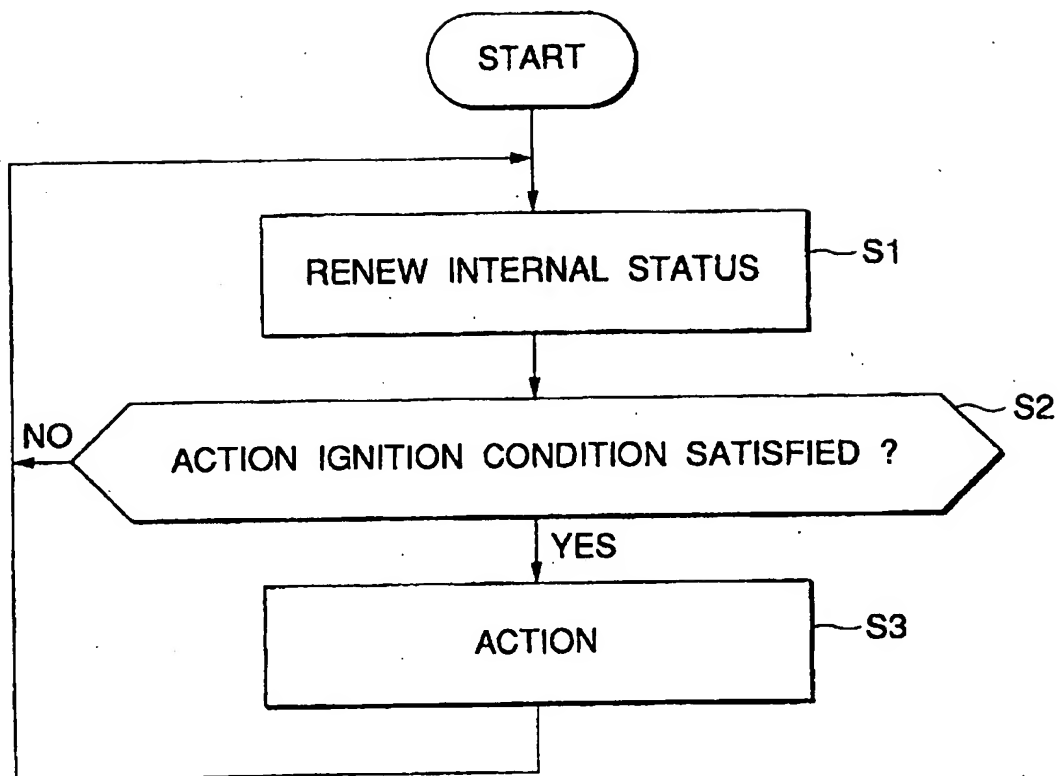 START
RENEW INTERNAL STATUS
S1
ACTION IGNITION CONDITION SATISFIED ?
S2
NO
YES
ACTION
S3